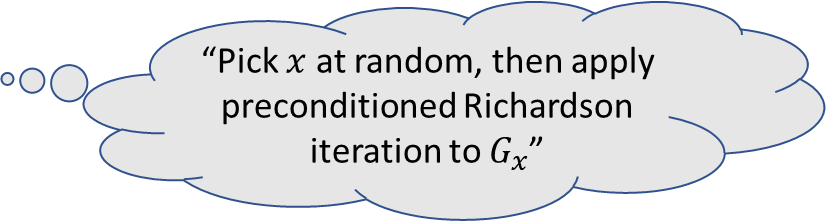 “Pick x at random, then apply
preconditioned Richardson
iteration to Gₓ”